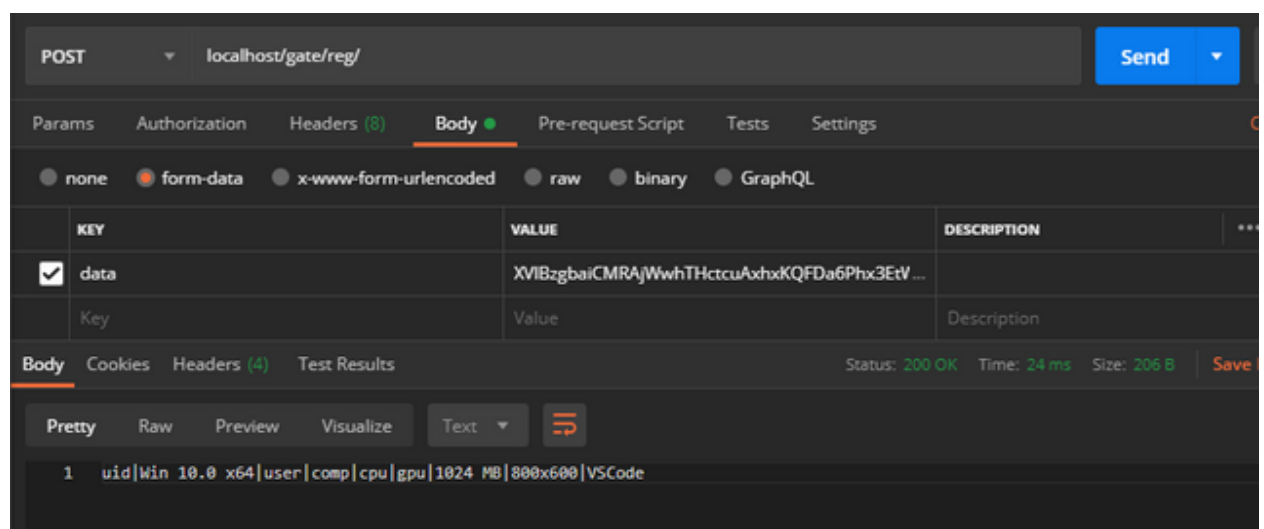 POST localhost/gate/reg/ Send
Params Authorization Headers (8) Body Pre-request Script Tests Settings
none form-data x-www-form-urlencoded raw binary GraphQL
KEY VALUE DESCRIPTION
data XVlBzgbaiCMRAjWwhTHctcuAxhxKQFDa6Phx3EtV...
Key Value Description
Body Cookies Headers (4) Test Results Status: 200 OK Time: 24 ms Size: 206 B Save
Pretty Raw Preview Visualize Text
1 uid|Win 10.0 x64|user|comp|cpu|gpu|1024 MB|800x600|VSCode